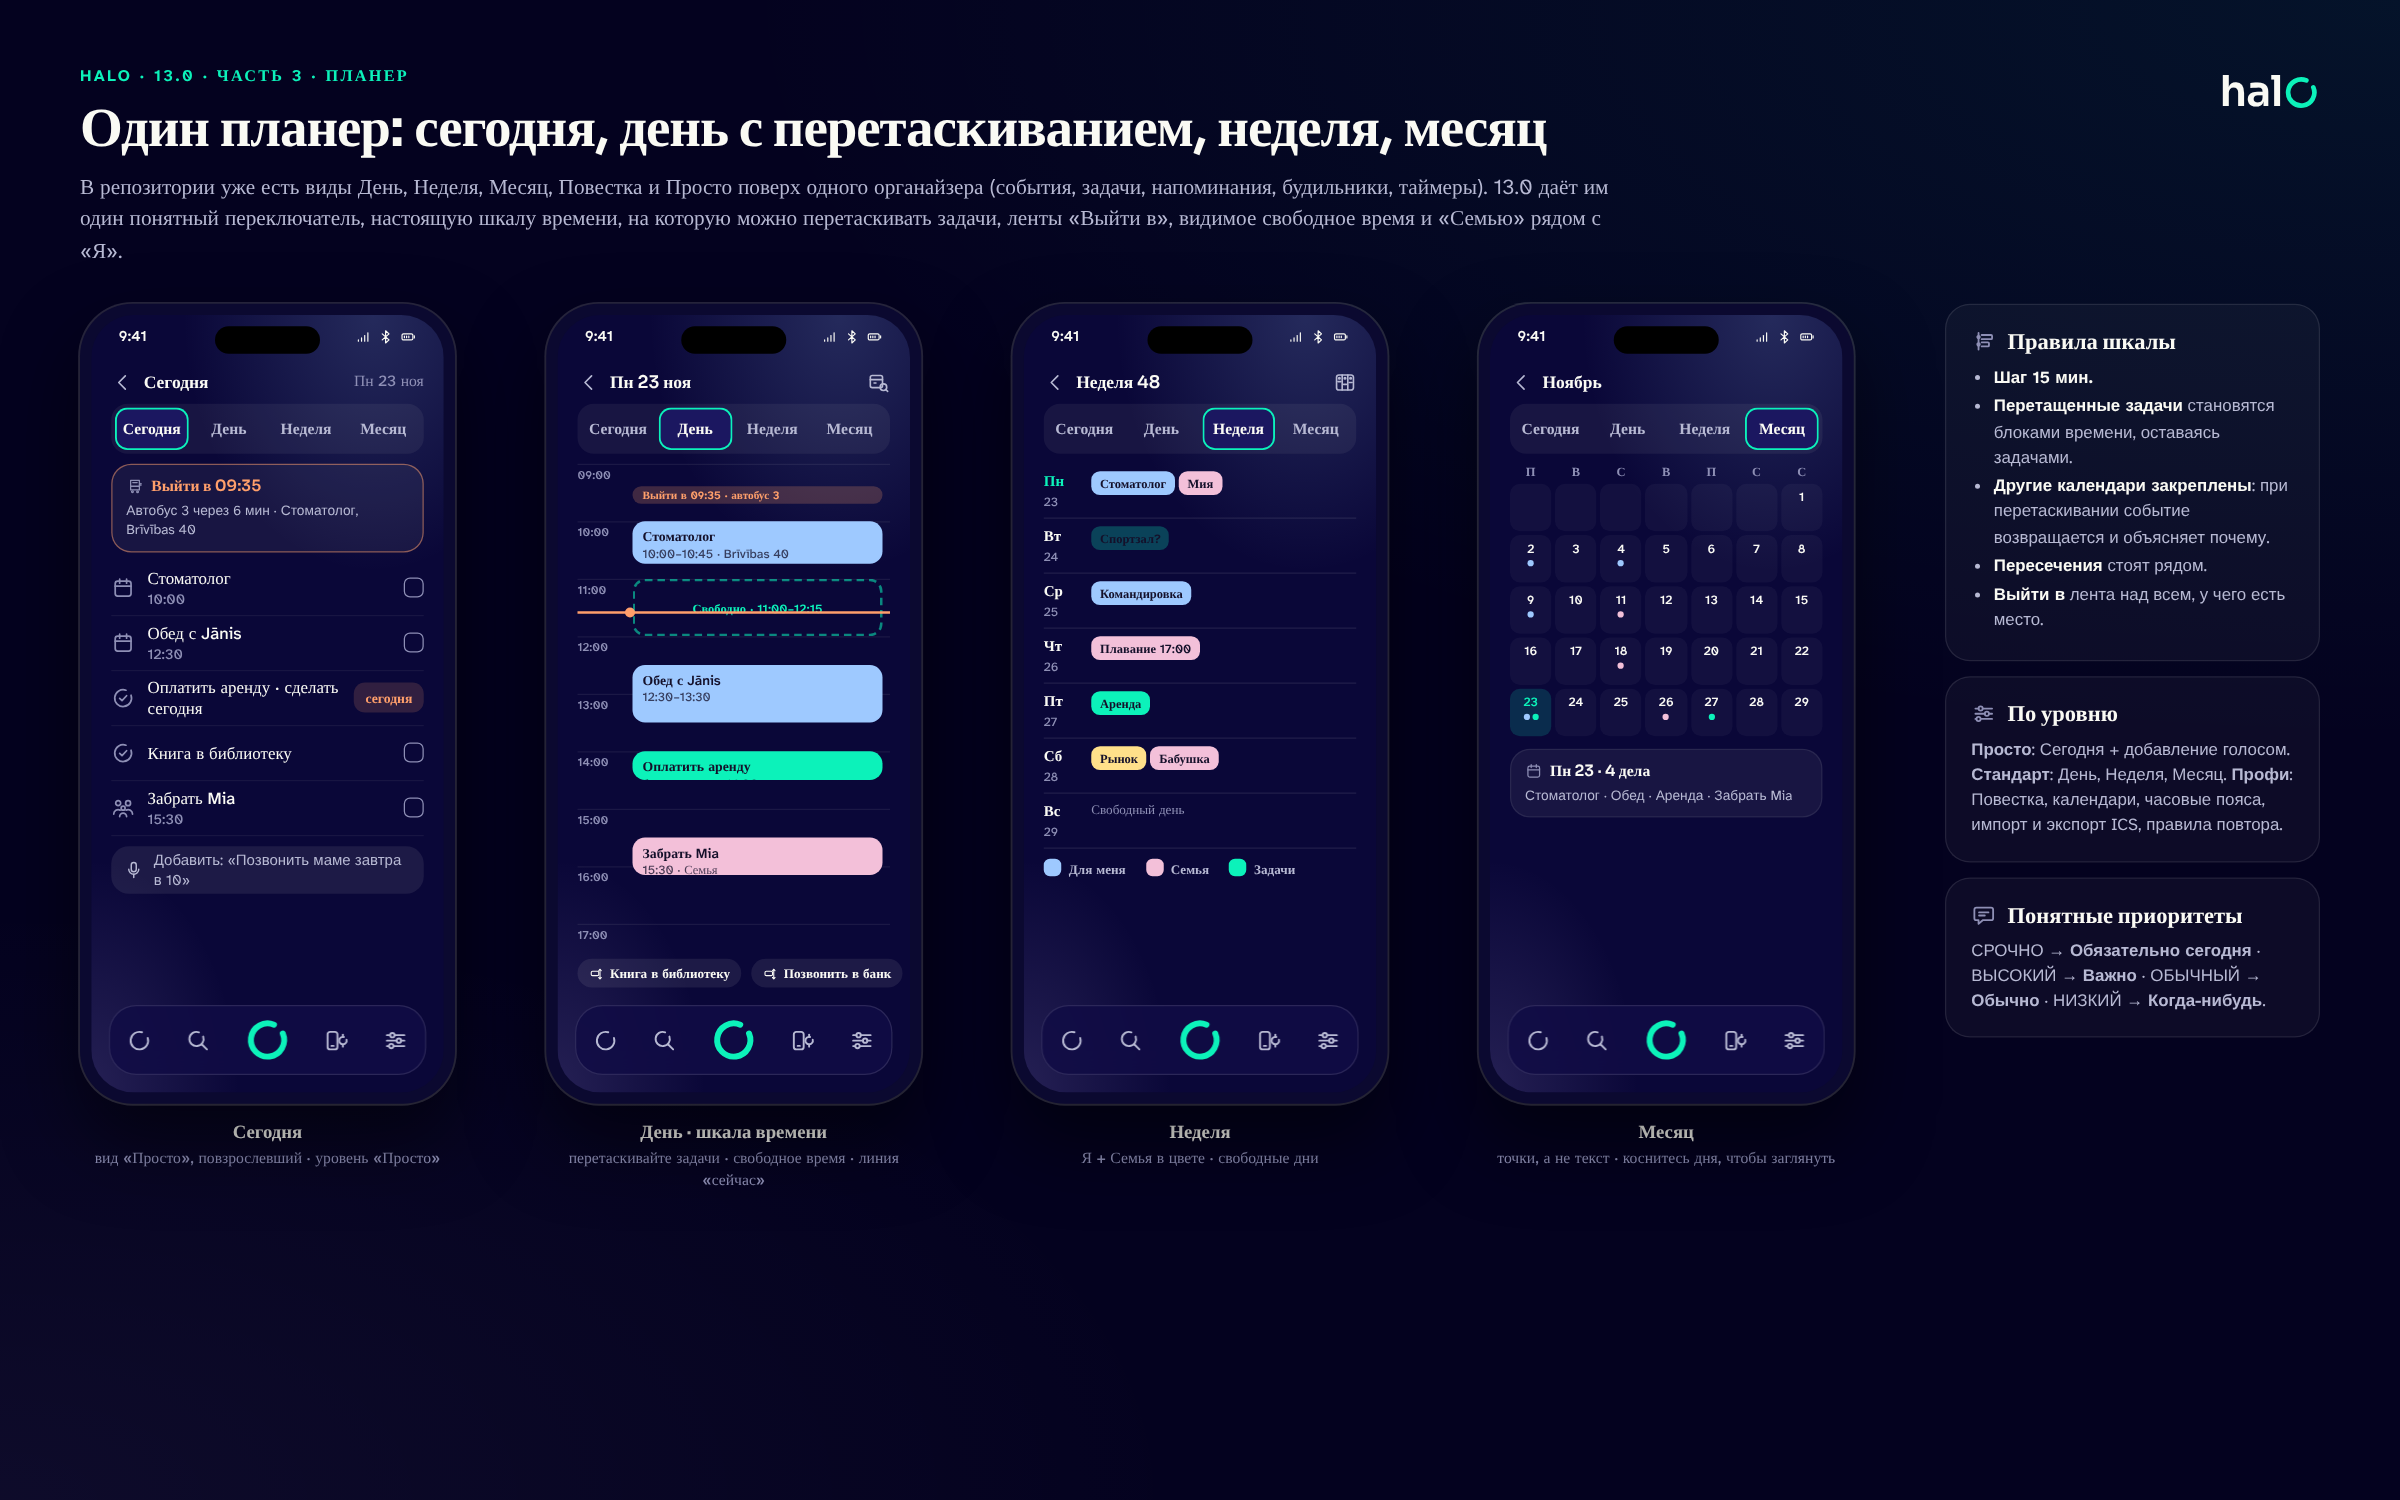 HALO · 13.0 · ЧАСТЬ 3 · ПЛАНЕР
halo
Один планер: сегодня, день с перетаскиванием, неделя, месяц
В репозитории уже есть виды День, Неделя, Месяц, Повестка и Просто поверх одного органайзера (события, задачи, напоминания, будильники, таймеры). 13.0 даёт им
один понятный переключатель, настоящую шкалу времени, на которую можно перетаскивать задачи, ленты «Выйти в», видимое свободное время и «Семью» рядом с
«Я».
9:41
Сегодня
Пн 23 ноя
Сегодня День Неделя Месяц
Выйти в 09:35
Автобус 3 через 6 мин · Стоматолог,
Brīvības 40
Стоматолог
10:00
Обед с Jānis
12:30
Оплатить аренду · сделать
сегодня
сегодня
Книга в библиотеку
Забрать Mia
15:30
Добавить: «Позвонить маме завтра
в 10»
Сегодня
вид «Просто», повзрослевший · уровень «Просто»
9:41
Пн 23 ноя
Сегодня День Неделя Месяц
09:00
Выйти в 09:35 · автобус 3
10:00
Стоматолог
10:00–10:45 · Brīvības 40
11:00
Свободно · 11:00–12:15
12:00
Обед с Jānis
12:30–13:30
13:00
14:00
Оплатить аренду
15:00
Забрать Mia
15:30 · Семья
16:00
17:00
Книга в библиотеку
Позвонить в банк
День · шкала времени
перетаскивайте задачи · свободное время · линия
«сейчас»
9:41
Неделя 48
Сегодня День Неделя Месяц
Пн
23
Стоматолог Мия
Вт
24
Спортзал?
Ср
25
Командировка
Чт
26
Плавание 17:00
Пт
27
Аренда
Сб
28
Рынок Бабушка
Вс
29
Свободный день
Для меня Семья Задачи
Неделя
Я + Семья в цвете · свободные дни
9:41
Ноябрь
Сегодня День Неделя Месяц
П В С В П С С
1
2 3 4 5 6 7 8
9 10 11 12 13 14 15
16 17 18 19 20 21 22
23 24 25 26 27 28 29
Пн 23 · 4 дела
Стоматолог · Обед · Аренда · Забрать Mia
Месяц
точки, а не текст · коснитесь дня, чтобы заглянуть
Правила шкалы
• Шаг 15 мин.
• Перетащенные задачи становятся
блоками времени, оставаясь
задачами.
• Другие календари закреплены: при
перетаскивании событие
возвращается и объясняет почему.
• Пересечения стоят рядом.
• Выйти в лента над всем, у чего есть
место.
По уровню
Просто: Сегодня + добавление голосом.
Стандарт: День, Неделя, Месяц. Профи:
Повестка, календари, часовые пояса,
импорт и экспорт ICS, правила повтора.
Понятные приоритеты
СРОЧНО → Обязательно сегодня ·
ВЫСОКИЙ → Важно · ОБЫЧНЫЙ →
Обычно · НИЗКИЙ → Когда-нибудь.